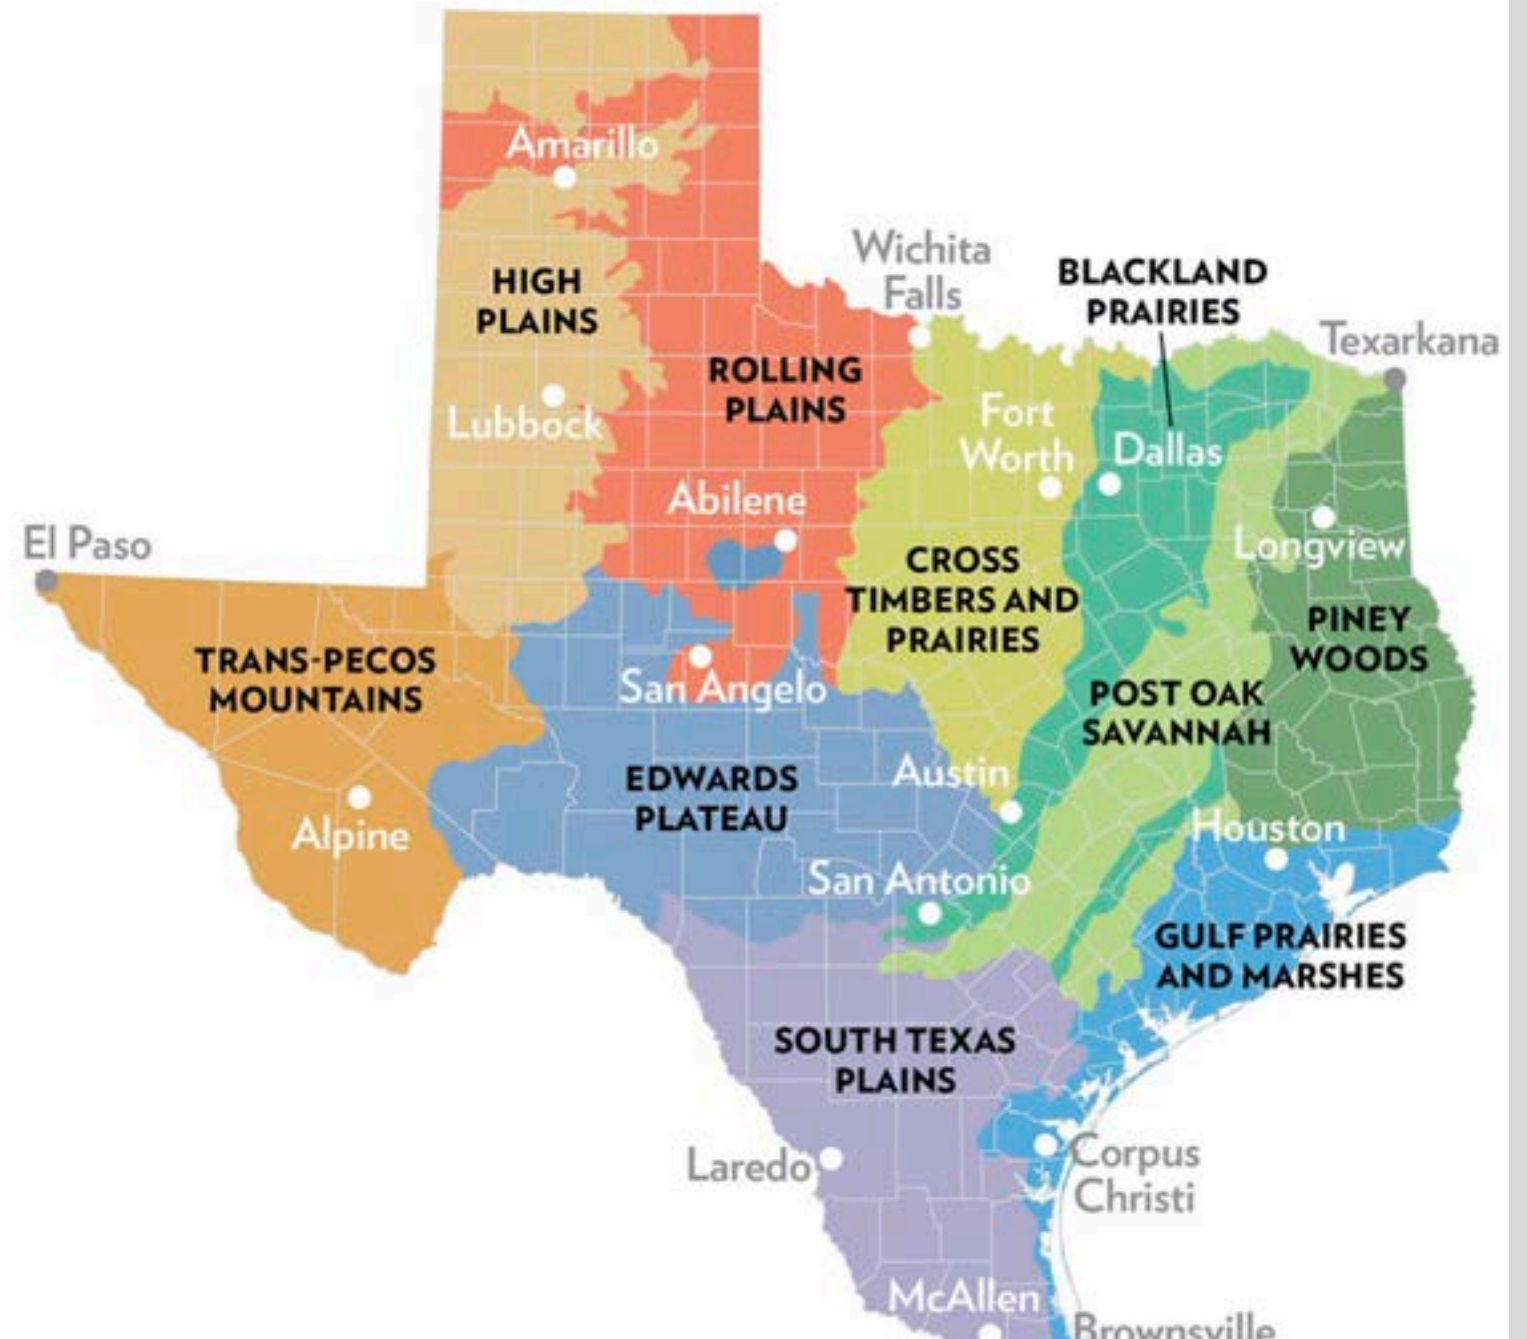 Amarillo
Wichita
Falls
HIGH
PLAINS
BLACKLAND
PRAIRIES
Texarkana
ROLLING
PLAINS
Lubbock
Fort
Worth
Dallas
Abilene
El Paso
Longview
CROSS
TIMBERS AND
PRAIRIES
PINEY
WOODS
TRANS-PECOS
MOUNTAINS
San Angelo
POST OAK
SAVANNAH
EDWARDS
PLATEAU
Austin
Alpine
Houston
San Antonio
GULF PRAIRIES
AND MARSHES
SOUTH TEXAS
PLAINS
Laredo
Corpus
Christi
McAllen
Brownsville